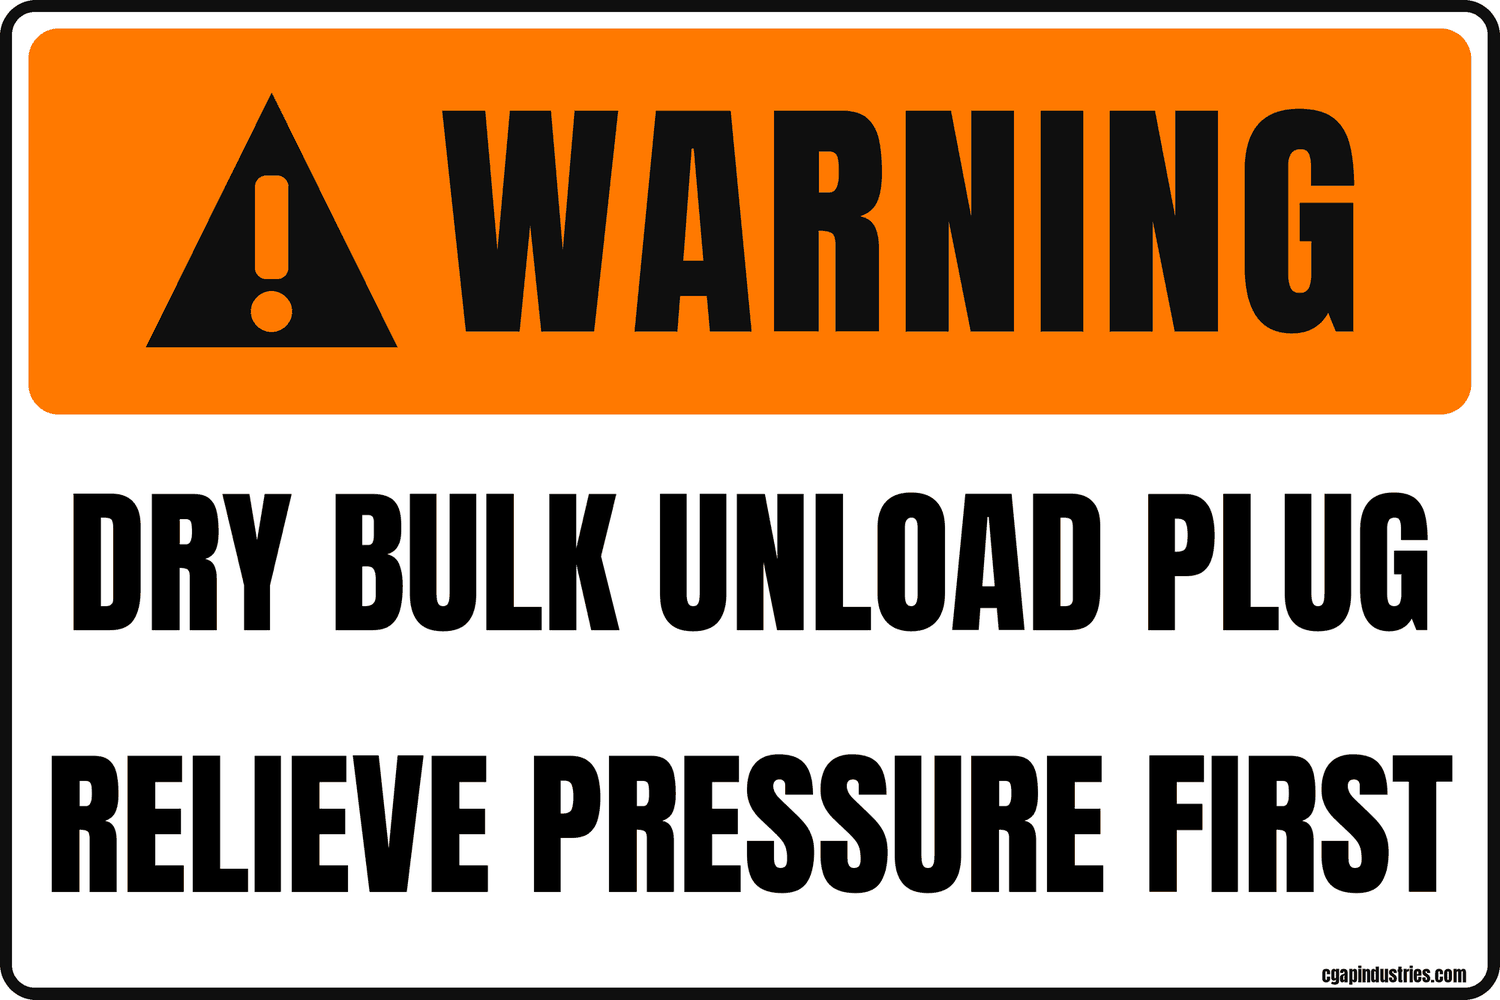 WARNING
DRY BULK UNLOAD PLUG
RELIEVE PRESSURE FIRST
cgapindustries.com